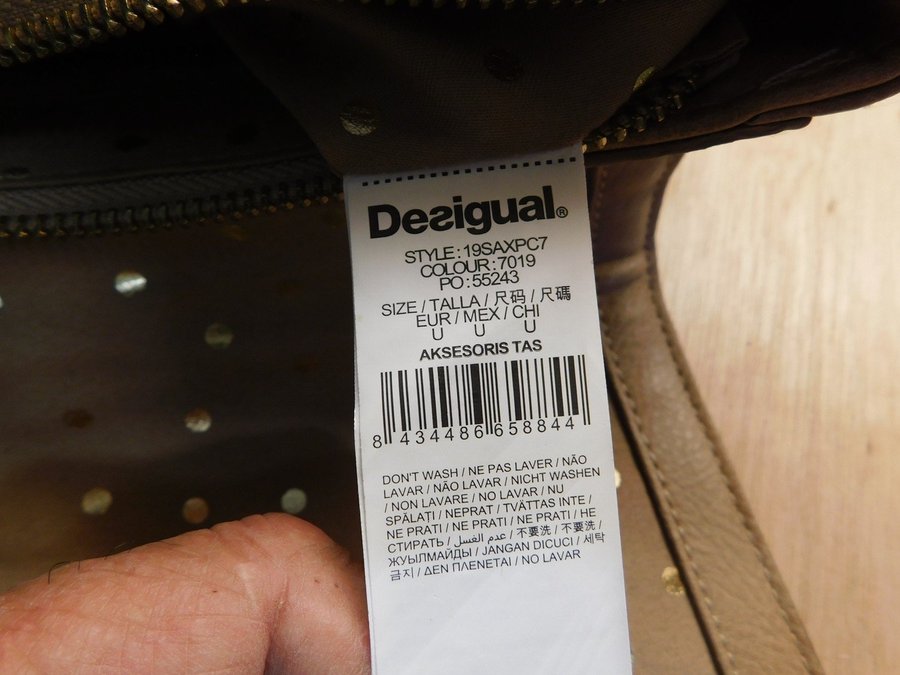 Desigual®
STYLE: 19SAXPC7
COLOUR: 7019
PO: 55243
SIZE / TALLA / 尺码 / 尺碼
EUR / MEX / CHI
U U U
AKSESORIS TAS
8 434486 658844
DON'T WASH / NE PAS LAVER / NÃO
LAVAR / NÃO LAVAR / NICHT WASHEN
/ NON LAVARE / NO LAVAR / NU
SPĂLAȚI / NEPRAT / TVÄTTAS INTE /
NE PRATI / NE PRATI / NE PRATI / НЕ
СТИРАТЬ / عدم الغسل / 不要洗 / 不要洗 /
ЖУЫЛМАЙДЫ / JANGAN DICUCI / 세탁
금지 / ΔΕΝ ΠΛΕΝΕΤΑΙ / NO LAVAR